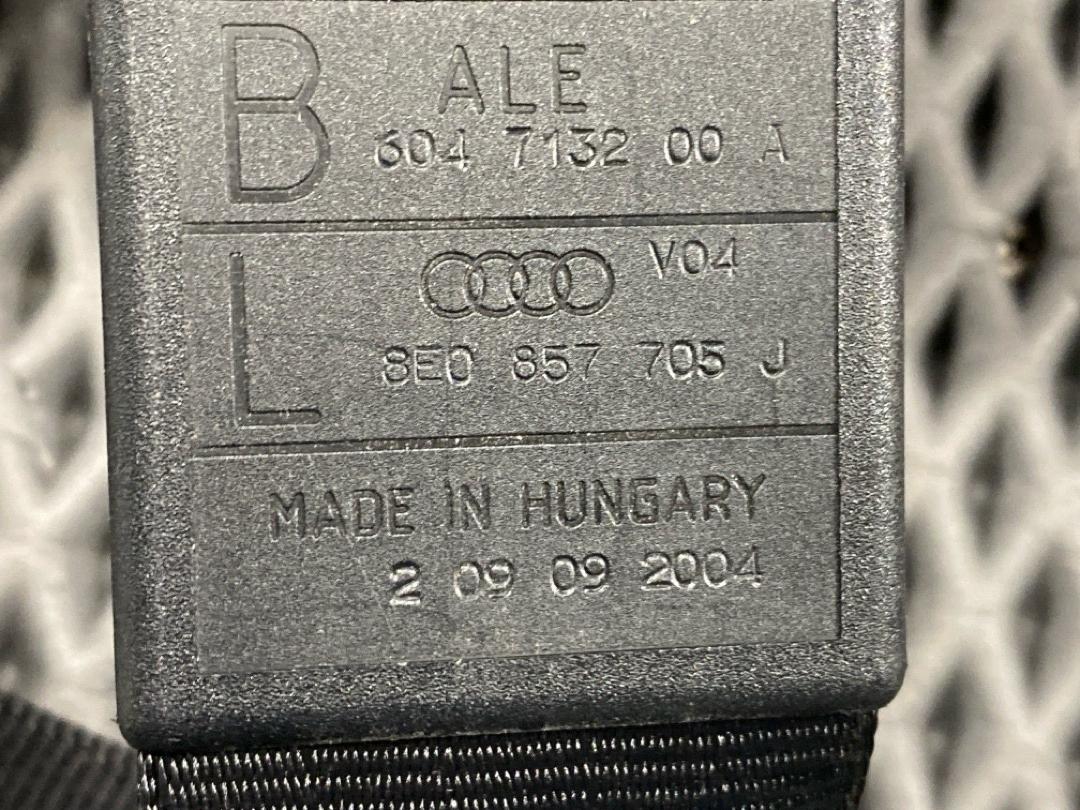 B
ALE
604 7132 00 A
L
V04
8E0 857 705 J
MADE IN HUNGARY
2 09 09 2004